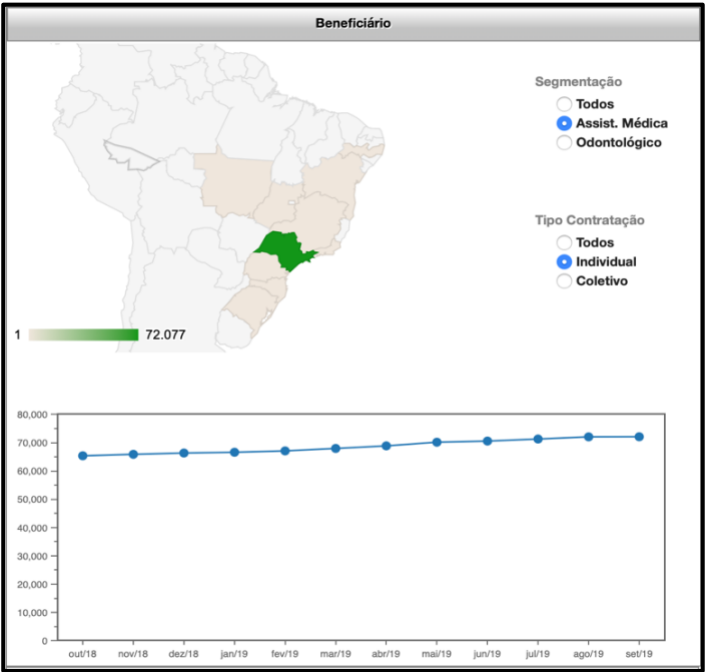 Beneficiário
Segmentação
Todos
Assist. Médica
Odontológico
Tipo Contratação
Todos
Individual
Coletivo
1 72.077
80,000
70,000
60,000
50,000
40,000
30,000
20,000
10,000
0
out/18 nov/18 dez/18 jan/19 fev/19 mar/19 abr/19 mai/19 jun/19 jul/19 ago/19 set/19